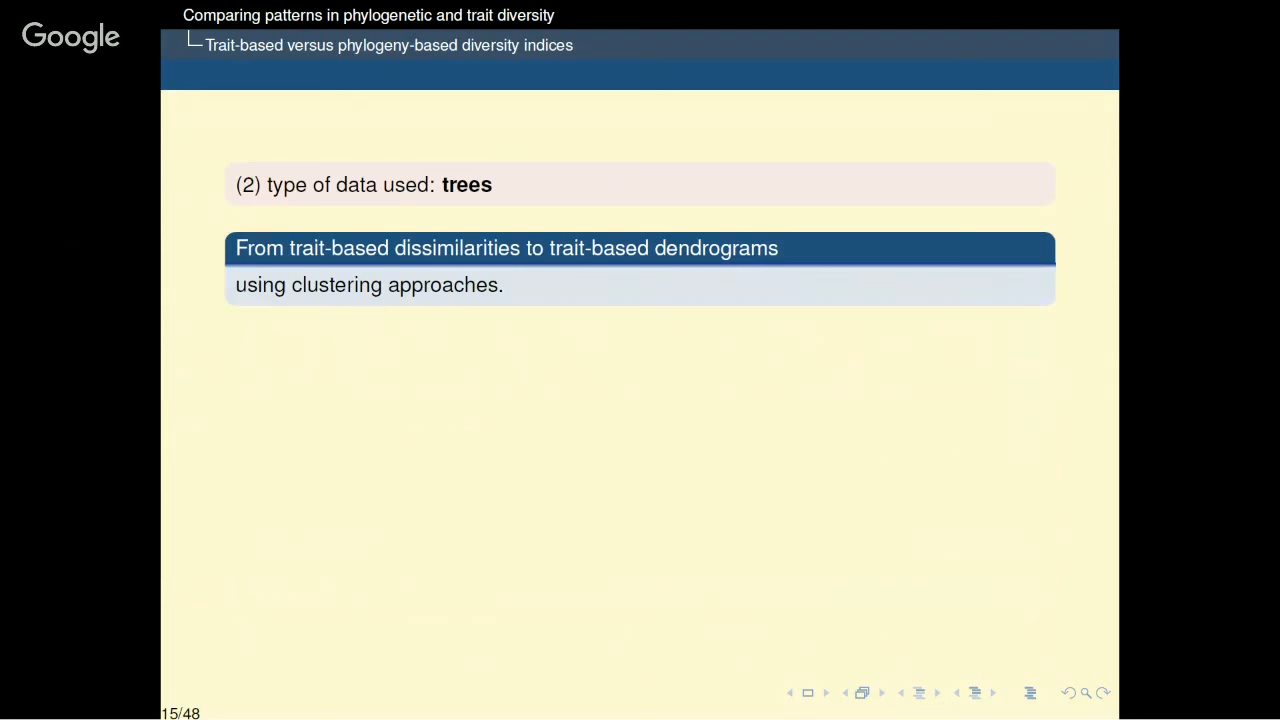 Google
Comparing patterns in phylogenetic and trait diversity
Trait-based versus phylogeny-based diversity indices
(2) type of data used: trees
From trait-based dissimilarities to trait-based dendrograms
using clustering approaches.
15/48